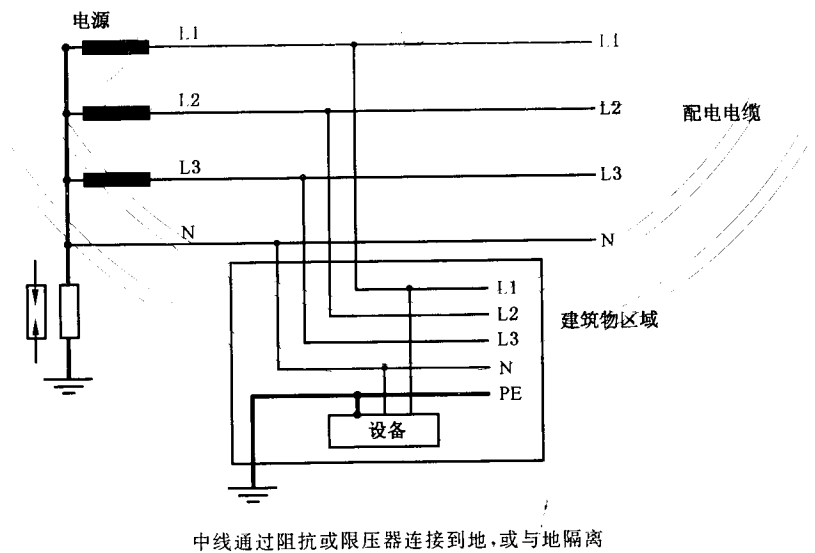 电源
L1 L1
L2 L2
配电电缆
L3 L3
N N
L1
L2
建筑物区域
L3
N
PE
设备
中线通过阻抗或限压器连接到地,或与地隔离